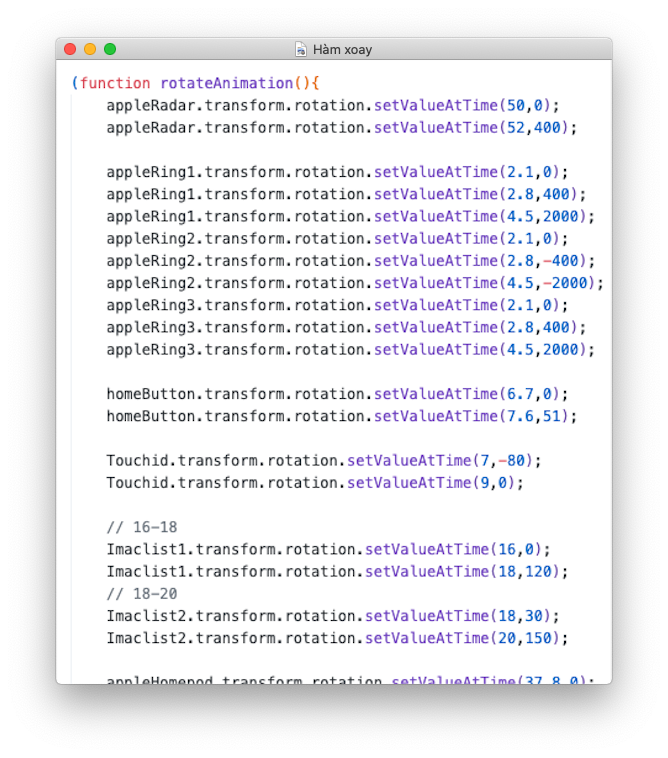 Hàm xoay
(function rotateAnimation(){
appleRadar.transform.rotation.setValueAtTime(50,0);
appleRadar.transform.rotation.setValueAtTime(52,400);
appleRing1.transform.rotation.setValueAtTime(2.1,0);
appleRing1.transform.rotation.setValueAtTime(2.8,400);
appleRing1.transform.rotation.setValueAtTime(4.5,2000);
appleRing2.transform.rotation.setValueAtTime(2.1,0);
appleRing2.transform.rotation.setValueAtTime(2.8,-400);
appleRing2.transform.rotation.setValueAtTime(4.5,-2000);
appleRing3.transform.rotation.setValueAtTime(2.1,0);
appleRing3.transform.rotation.setValueAtTime(2.8,400);
appleRing3.transform.rotation.setValueAtTime(4.5,2000);
homeButton.transform.rotation.setValueAtTime(6.7,0);
homeButton.transform.rotation.setValueAtTime(7.6,51);
Touchid.transform.rotation.setValueAtTime(7,-80);
Touchid.transform.rotation.setValueAtTime(9,0);
// 16-18
Imaclist1.transform.rotation.setValueAtTime(16,0);
Imaclist1.transform.rotation.setValueAtTime(18,120);
// 18-20
Imaclist2.transform.rotation.setValueAtTime(18,30);
Imaclist2.transform.rotation.setValueAtTime(20,150);
appleHomepod.transform.rotation.setValueAtTime(37.8,0);